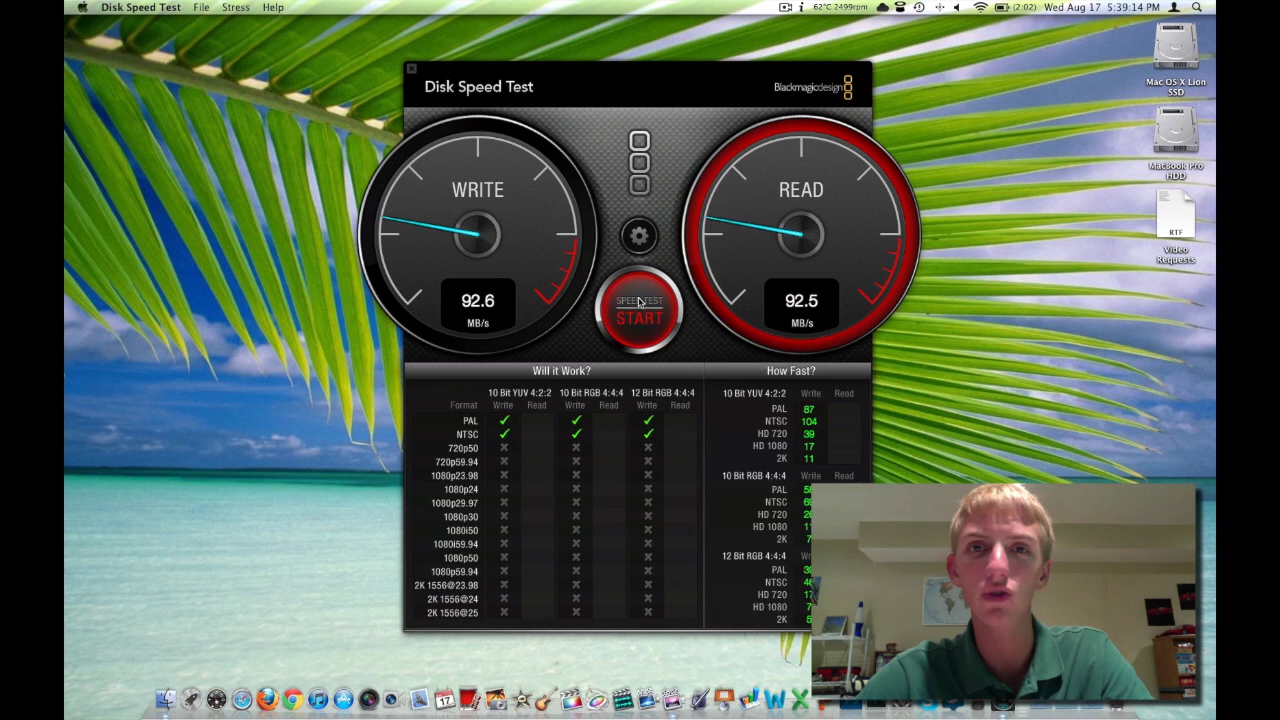 Disk Speed Test File Stress Help
62°C 2499rpm (2:02) Wed Aug 17 5:39:14 PM
Mac OS X Lion
SSD
MacBook Pro
HDD
RTF
Video
Requests
Disk Speed Test
Blackmagicdesign
WRITE
92.6
MB/s
READ
92.5
MB/s
SPEED TEST
START
Will it Work?
10 Bit YUV 4:2:2 10 Bit RGB 4:4:4 12 Bit RGB 4:4:4
Format Write Read Write Read Write Read
PAL
NTSC
720p50
720p59.94
1080p23.98
1080p24
1080p29.97
1080p30
1080i50
1080i59.94
1080p50
1080p59.94
2K 1556@23.98
2K 1556@24
2K 1556@25
How Fast?
10 Bit YUV 4:2:2 Write Read
PAL 87
NTSC 104
HD 720 39
HD 1080 17
2K 11
10 Bit RGB 4:4:4 Write Read
PAL
NTSC
HD 720
HD 1080
2K
12 Bit RGB 4:4:4
PAL
NTSC
HD 720
HD 1080
2K
17